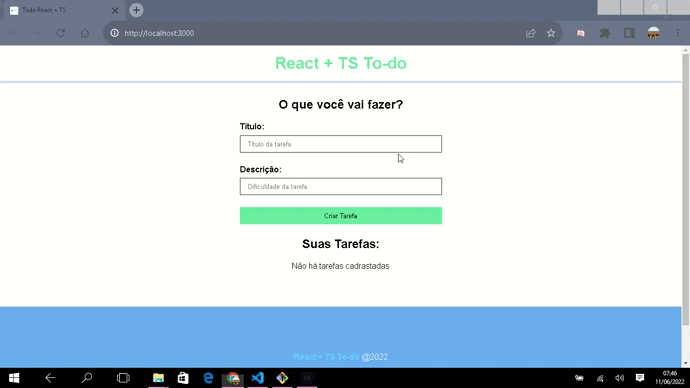 Todo React + TS
http://localhost:3000
React + TS To-do
O que você vai fazer?
Título:
Título da tarefa
Descrição:
Dificuldade da tarefa
Criar Tarefa
Suas Tarefas:
Não há tarefas cadrastadas
React + TS To-do @2022
07:46
11/06/2022